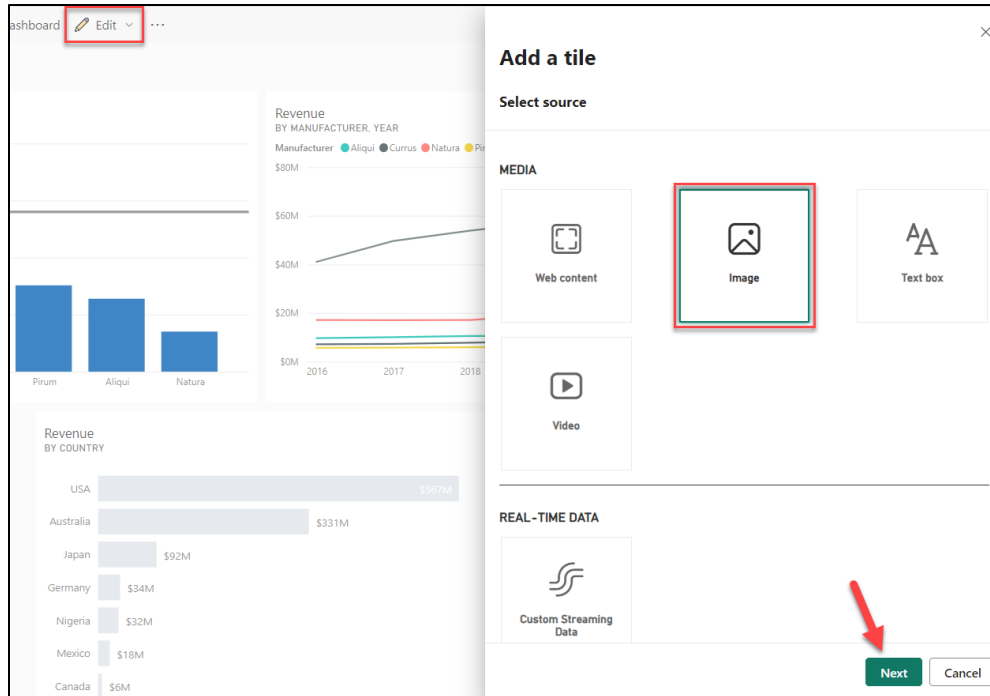 ashboard Edit ...
Revenue
BY MANUFACTURER, YEAR
Manufacturer Aliqui Currus Natura Pir
$80M
$60M
$40M
$20M
$0M
2016 2017 2018
Pirum Aliqui Natura
Revenue
BY COUNTRY
USA $567M
Australia $331M
Japan $92M
Germany $34M
Nigeria $32M
Mexico $18M
Canada $6M
Add a tile
Select source
MEDIA
Web content Image Text box
Video
REAL-TIME DATA
Custom Streaming
Data
Next Cancel